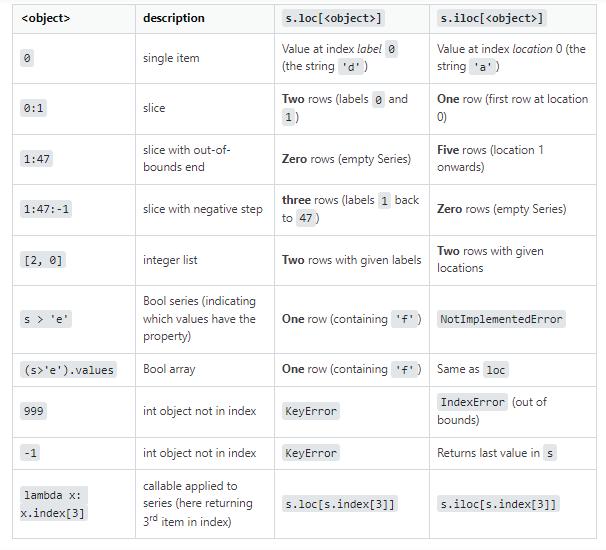 <object> description s.loc[<object>] s.iloc[<object>]
0 single item Value at index label 0 (the string 'd') Value at index location 0 (the string 'a')
0:1 slice Two rows (labels 0 and 1) One row (first row at location 0)
1:47 slice with out-of-bounds end Zero rows (empty Series) Five rows (location 1 onwards)
1:47:-1 slice with negative step three rows (labels 1 back to 47) Zero rows (empty Series)
[2, 0] integer list Two rows with given labels Two rows with given locations
s > 'e' Bool series (indicating which values have the property) One row (containing 'f') NotImplementedError
(s>'e').values Bool array One row (containing 'f') Same as loc
999 int object not in index KeyError IndexError (out of bounds)
-1 int object not in index KeyError Returns last value in s
lambda x: x.index[3] callable applied to series (here returning 3rd item in index) s.loc[s.index[3]] s.iloc[s.index[3]]